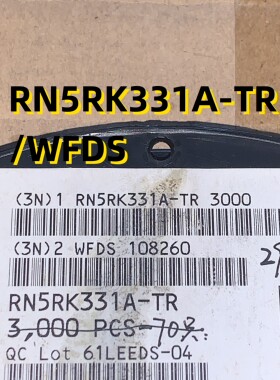 RN5RK331A-TR
/WFDS
(3N)1 RN5RK331A-TR 3000
(3N)2 WFDS 108260
RN5RK331A-TR
3,000 PCS-70
QC Lot 61LEEDS-04